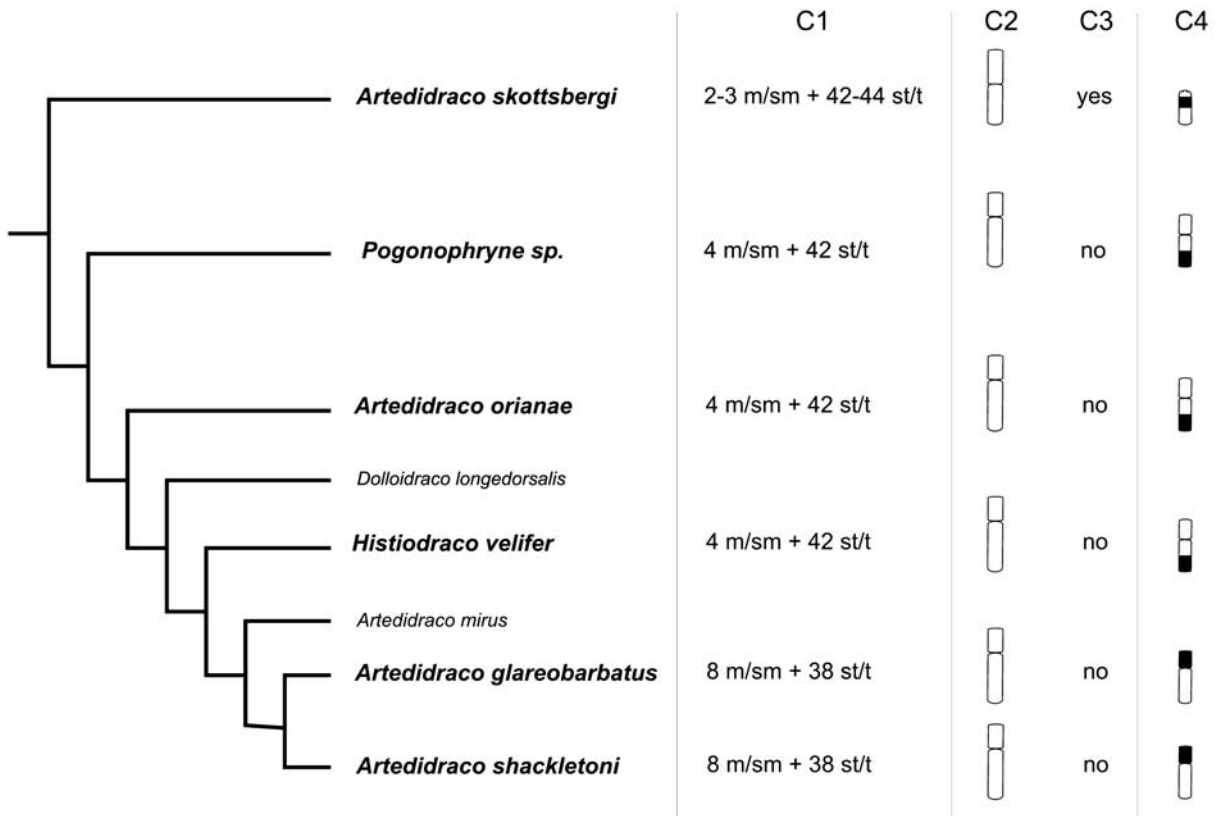 C1 C2 C3 C4
Artedidraco skottsbergi 2-3 m/sm + 42-44 st/t yes
Pogonophryne sp. 4 m/sm + 42 st/t no
Artedidraco orianae 4 m/sm + 42 st/t no
Dolloidraco longedorsalis
Histiodraco velifer 4 m/sm + 42 st/t no
Artedidraco mirus
Artedidraco glareobarbatus 8 m/sm + 38 st/t no
Artedidraco shackletoni 8 m/sm + 38 st/t no